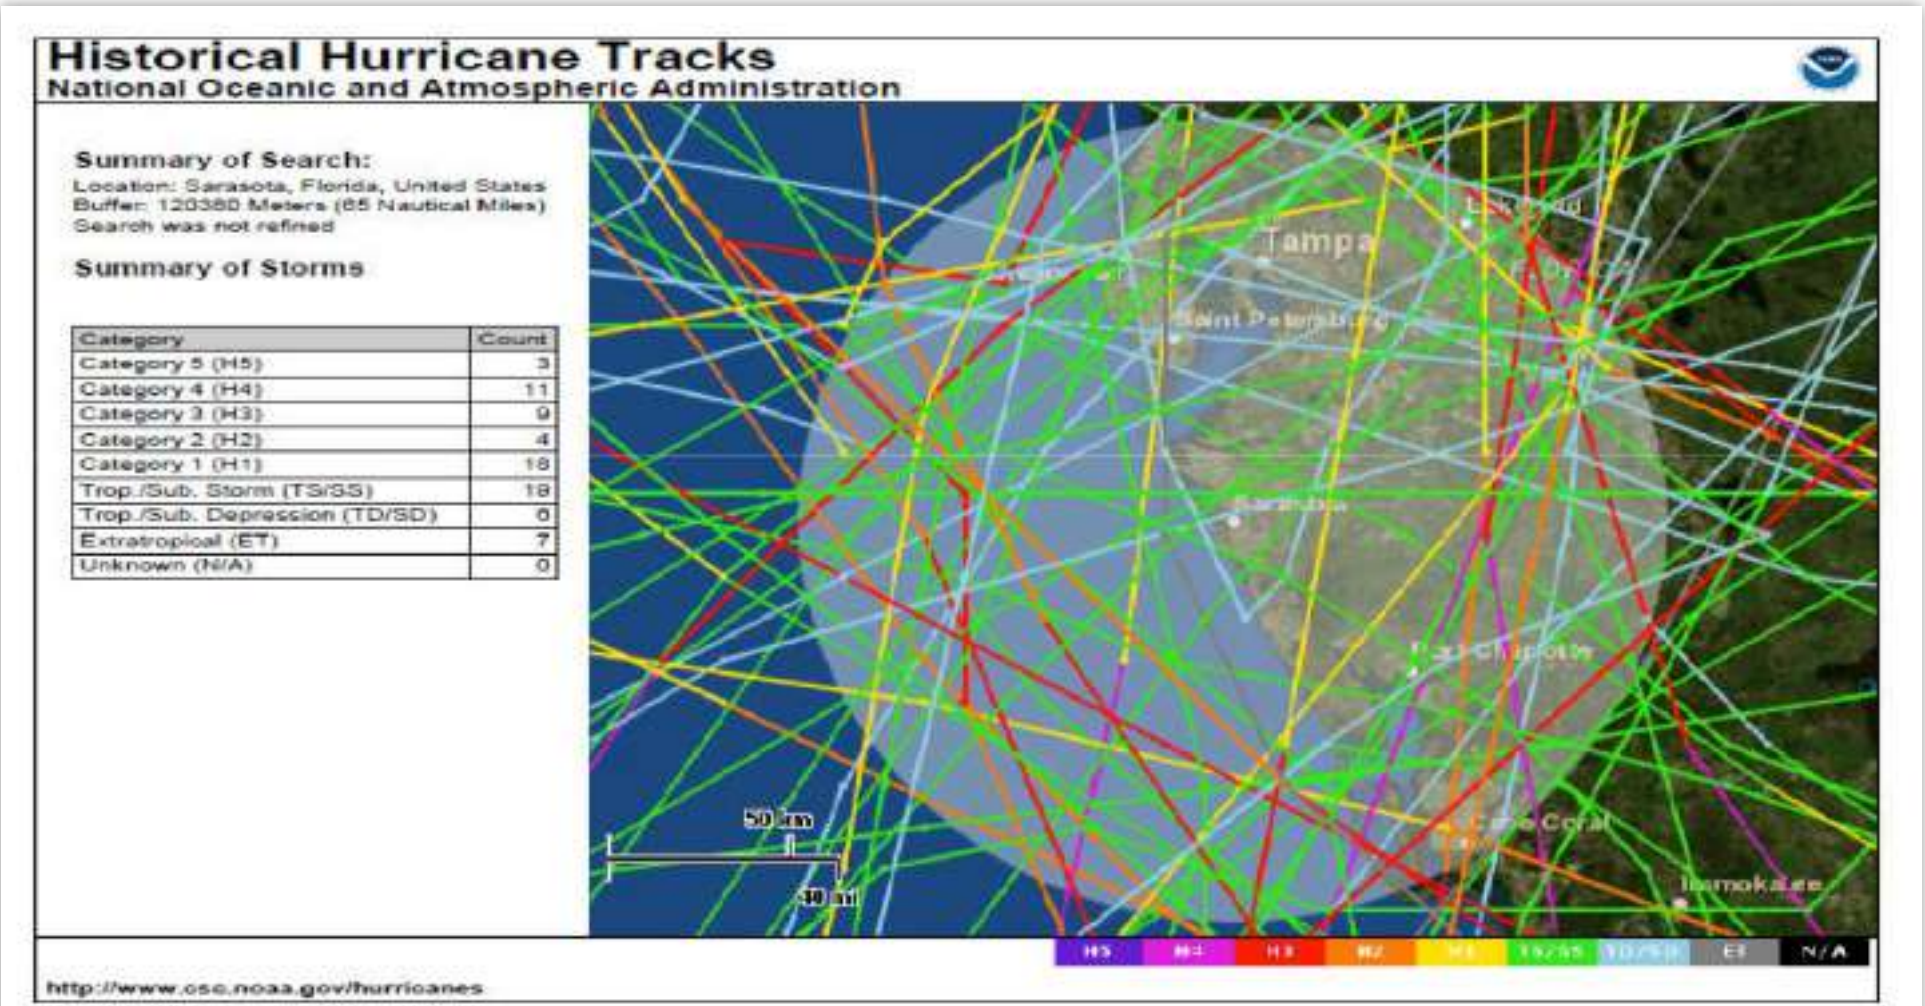 Historical Hurricane Tracks
National Oceanic and Atmospheric Administration
Summary of Search:
Location: Sarasota, Florida, United States
Buffer: 120380 Meters (65 Nautical Miles)
Search was not refined
Summary of Storms
Category Count
Category 5 (H5) 3
Category 4 (H4) 11
Category 3 (H3) 9
Category 2 (H2) 4
Category 1 (H1)
Trop./Sub. Storm (TS/SS) 19
Trop./Sub. Depression (TD/SD) 6
Extratropical (ET) 7
Unknown (N/A) 0
Lakeland
Tampa
Saint Petersburg
Sarasota
Port Charlotte
Cape Coral
Immokalee
50 km
40 mi
H5 H4 H3 H2 H1 TS/SS TD/SD ET N/A
http://www.csc.noaa.gov/hurricanes